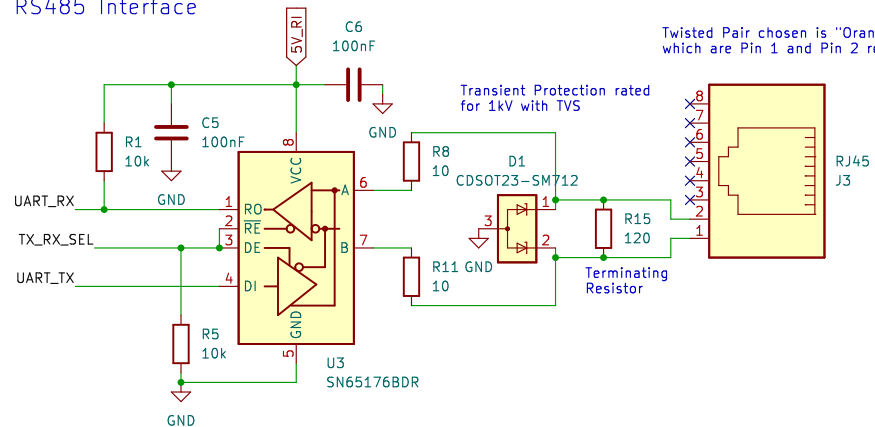 RS485 Interface
5V_RI
C6
100nF
GND
Twisted Pair chosen is "Oran
which are Pin 1 and Pin 2 re
Transient Protection rated
for 1kV with TVS
R1
10k
C5
100nF
GND
UART_RX
TX_RX_SEL
UART_TX
1
2
3
4
RO
RE
DE
DI
8
VCC
A
B
6
7
GND
5
U3
SN65176BDR
R5
10k
GND
R8
10
R11
10
D1
CDSOT23-SM712
3
1
2
GND
R15
120
Terminating
Resistor
8
7
6
5
4
3
2
1
RJ45
J3